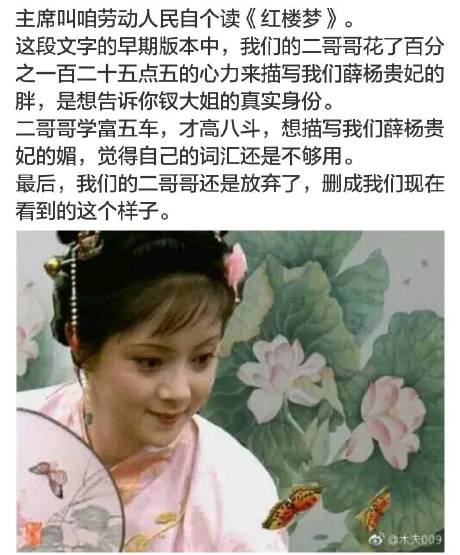 主席叫咱劳动人民自个读《红楼梦》。
这段文字的早期版本中，我们的二哥哥花了百分
之一百二十五点五的心力来描写我们薛杨贵妃的
胖，是想告诉你钗大姐的真实身份。
二哥哥学富五车，才高八斗，想描写我们薛杨贵
妃的媚，觉得自己的词汇还是不够用。
最后，我们的二哥哥还是放弃了，删成我们现在
看到的这个样子。
@木夫009